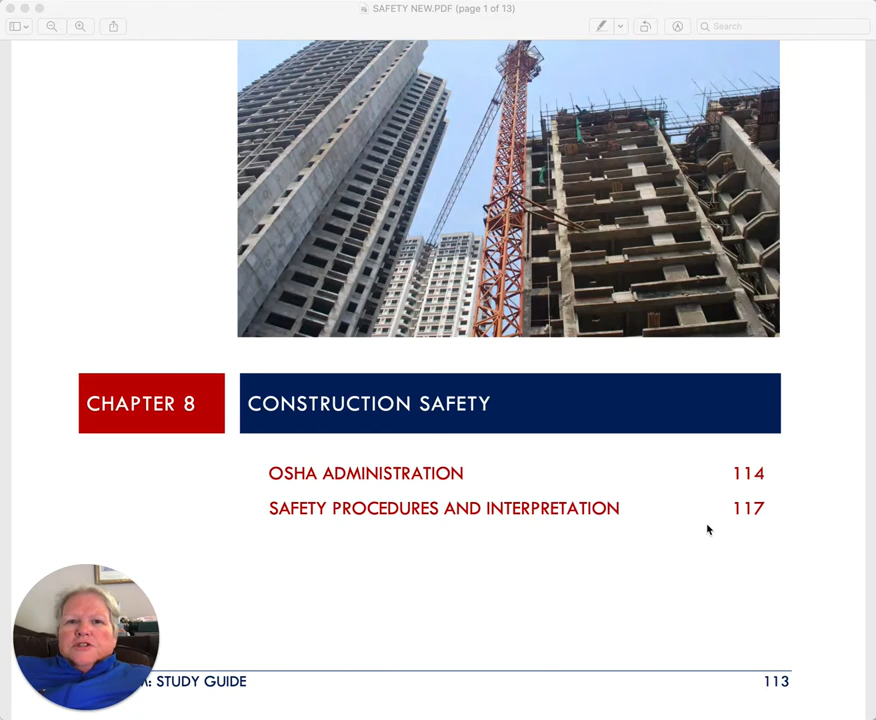 SAFETY NEW.PDF (page 1 of 13)
Search
CHAPTER 8 CONSTRUCTION SAFETY
OSHA ADMINISTRATION 114
SAFETY PROCEDURES AND INTERPRETATION 117
: STUDY GUIDE 113